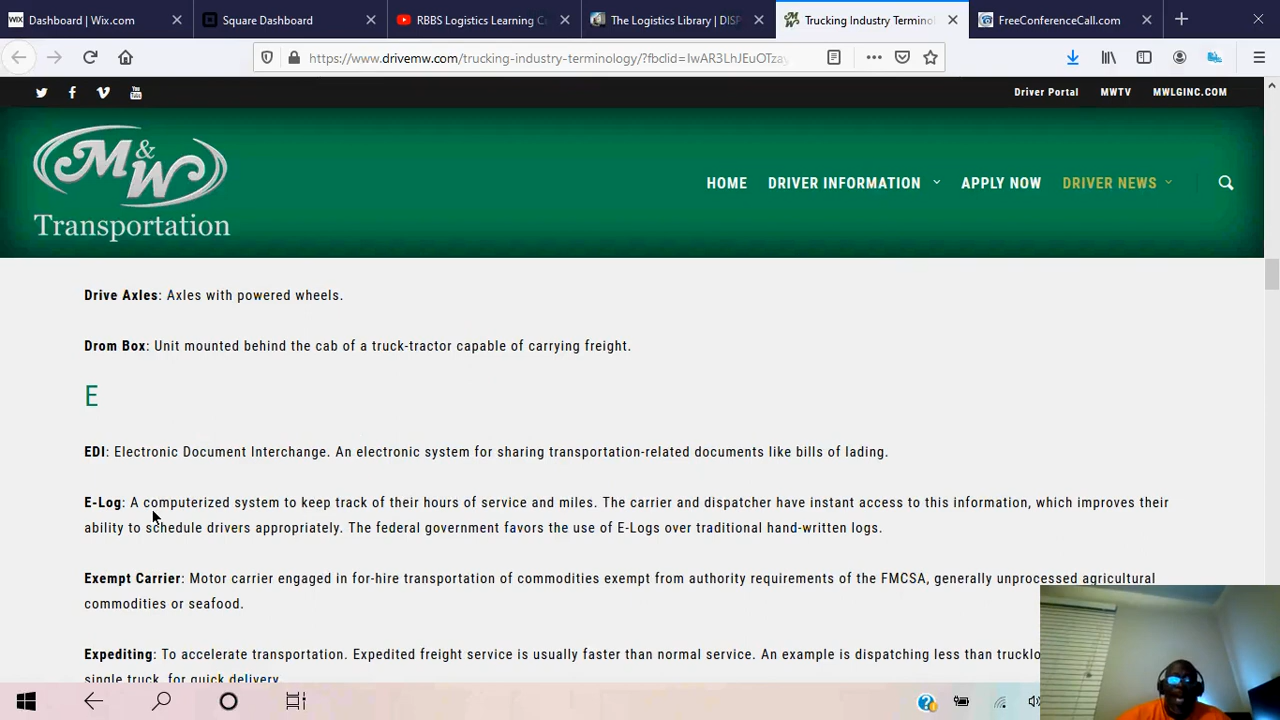 Dashboard | Wix.com
Square Dashboard
RBBS Logistics Learning C
The Logistics Library | DISP
Trucking Industry Terminol
FreeConferenceCall.com
https://www.drivemw.com/trucking-industry-terminology/?fbclid=IwAR3LhJEuOTzay
Driver Portal
MWTV
MWLGINC.COM
M&W
Transportation
HOME
DRIVER INFORMATION
APPLY NOW
DRIVER NEWS
Drive Axles: Axles with powered wheels.
Drom Box: Unit mounted behind the cab of a truck-tractor capable of carrying freight.
E
EDI: Electronic Document Interchange. An electronic system for sharing transportation-related documents like bills of lading.
E-Log: A computerized system to keep track of their hours of service and miles. The carrier and dispatcher have instant access to this information, which improves their
ability to schedule drivers appropriately. The federal government favors the use of E-Logs over traditional hand-written logs.
Exempt Carrier: Motor carrier engaged in for-hire transportation of commodities exempt from authority requirements of the FMCSA, generally unprocessed agricultural
commodities or seafood.
Expediting: To accelerate transportation. Expedited freight service is usually faster than normal service. An example is dispatching less than trucklo
single truck, for quick delivery.